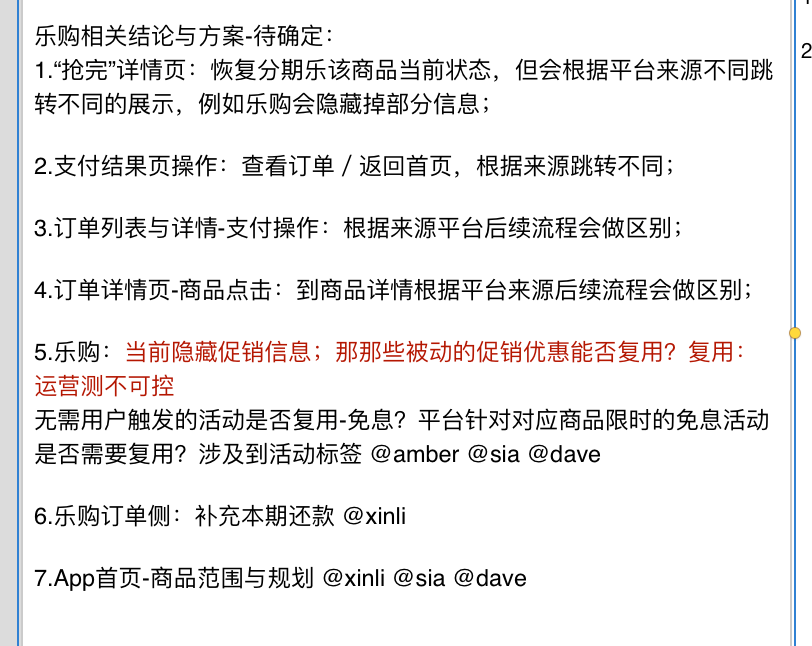 乐购相关结论与方案-待确定：
1.“抢完”详情页：恢复分期乐该商品当前状态，但会根据平台来源不同跳
转不同的展示，例如乐购会隐藏掉部分信息；
2.支付结果页操作：查看订单 / 返回首页，根据来源跳转不同；
3.订单列表与详情-支付操作：根据来源平台后续流程会做区别；
4.订单详情页-商品点击：到商品详情根据平台来源后续流程会做区别；
5.乐购：当前隐藏促销信息；那那些被动的促销优惠能否复用？复用：
运营测不可控
无需用户触发的活动是否复用-免息？平台针对对应商品限时的免息活动
是否需要复用？涉及到活动标签 @amber @sia @dave
6.乐购订单侧：补充本期还款 @xinli
7.App首页-商品范围与规划 @xinli @sia @dave
2